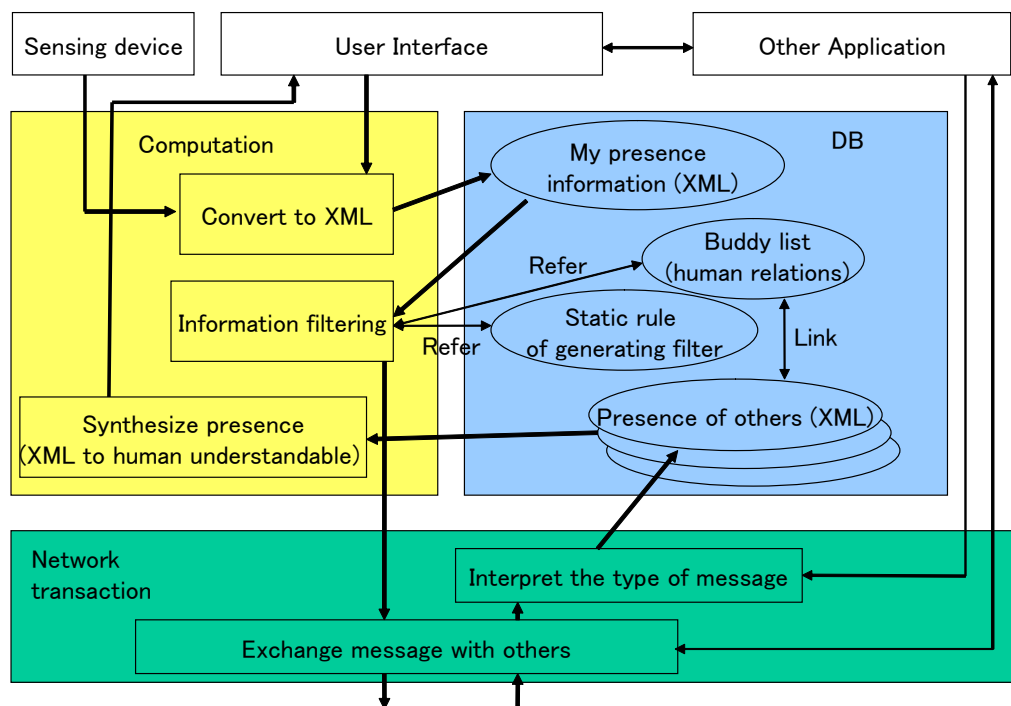 Sensing device
User Interface
Other Application
Computation
DB
My presence
information (XML)
Convert to XML
Buddy list
(human relations)
Refer
Information filtering
Static rule
of generating filter
Refer
Link
Synthesize presence
(XML to human understandable)
Presence of others (XML)
Network
transaction
Interpret the type of message
Exchange message with others